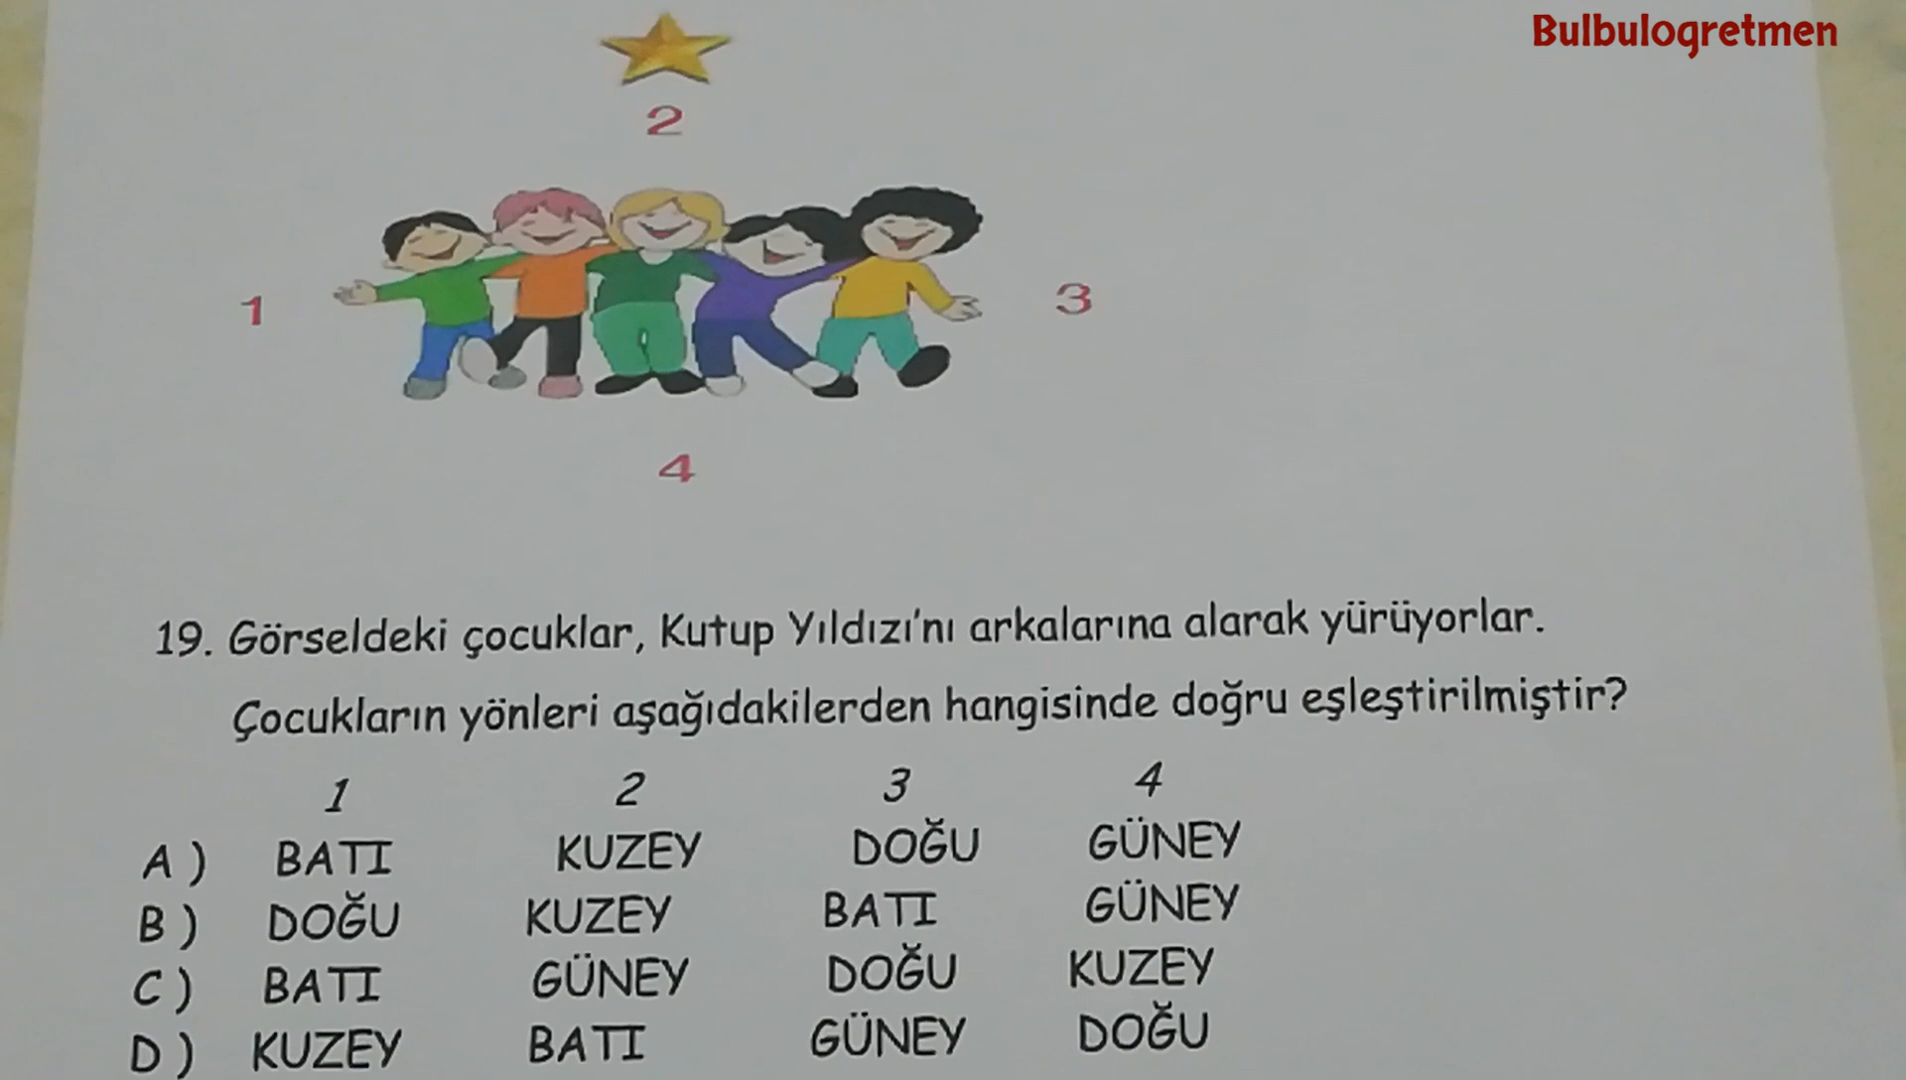 Bulbulogretmen
2
1
3
4
19. Görseldeki çocuklar, Kutup Yıldızı'nı arkalarına alarak yürüyorlar.
Çocukların yönleri aşağıdakilerden hangisinde doğru eşleştirilmiştir?
1 2 3 4
A ) BATI KUZEY DOĞU GÜNEY
B ) DOĞU KUZEY BATI GÜNEY
C ) BATI GÜNEY DOĞU KUZEY
D ) KUZEY BATI GÜNEY DOĞU